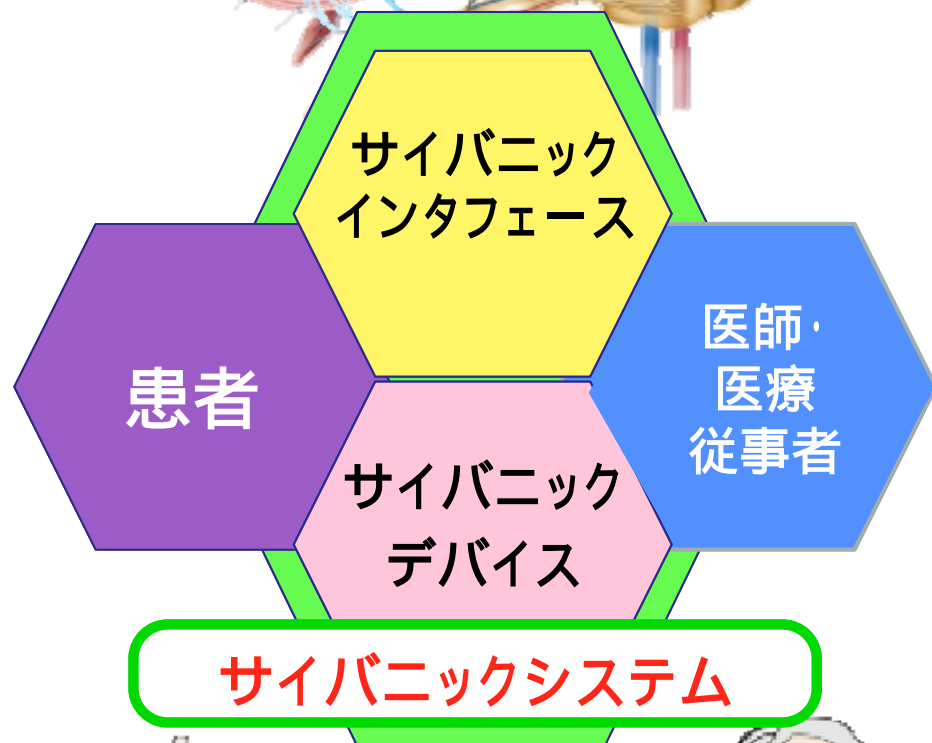 サイバニック
インタフェース
患者
医師・
医療
従事者
サイバニック
デバイス
サイバニックシステム